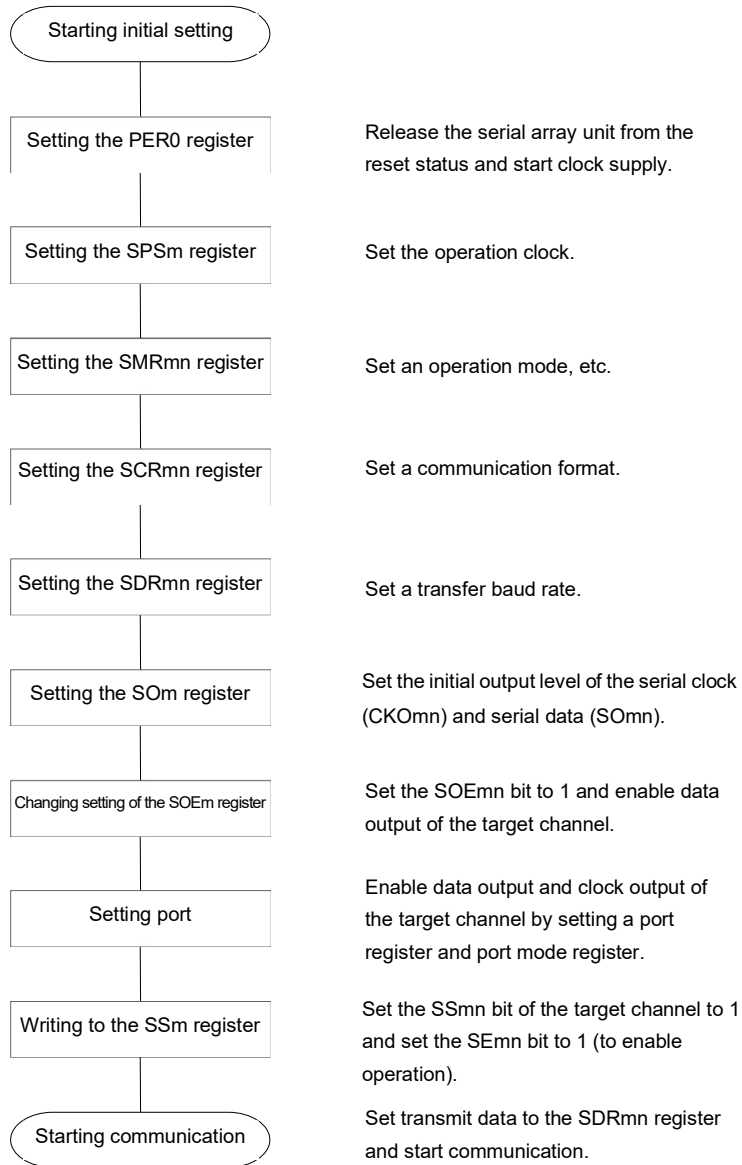 Starting initial setting
Setting the PER0 register
Release the serial array unit from the
reset status and start clock supply.
Setting the SPSm register
Set the operation clock.
Setting the SMRmn register
Set an operation mode, etc.
Setting the SCRmn register
Set a communication format.
Setting the SDRmn register
Set a transfer baud rate.
Setting the SOm register
Set the initial output level of the serial clock
(CKOmn) and serial data (SOmn).
Changing setting of the SOEm register
Set the SOEmn bit to 1 and enable data
output of the target channel.
Setting port
Enable data output and clock output of
the target channel by setting a port
register and port mode register.
Writing to the SSm register
Set the SSmn bit of the target channel to 1
and set the SEmn bit to 1 (to enable
operation).
Starting communication
Set transmit data to the SDRmn register
and start communication.